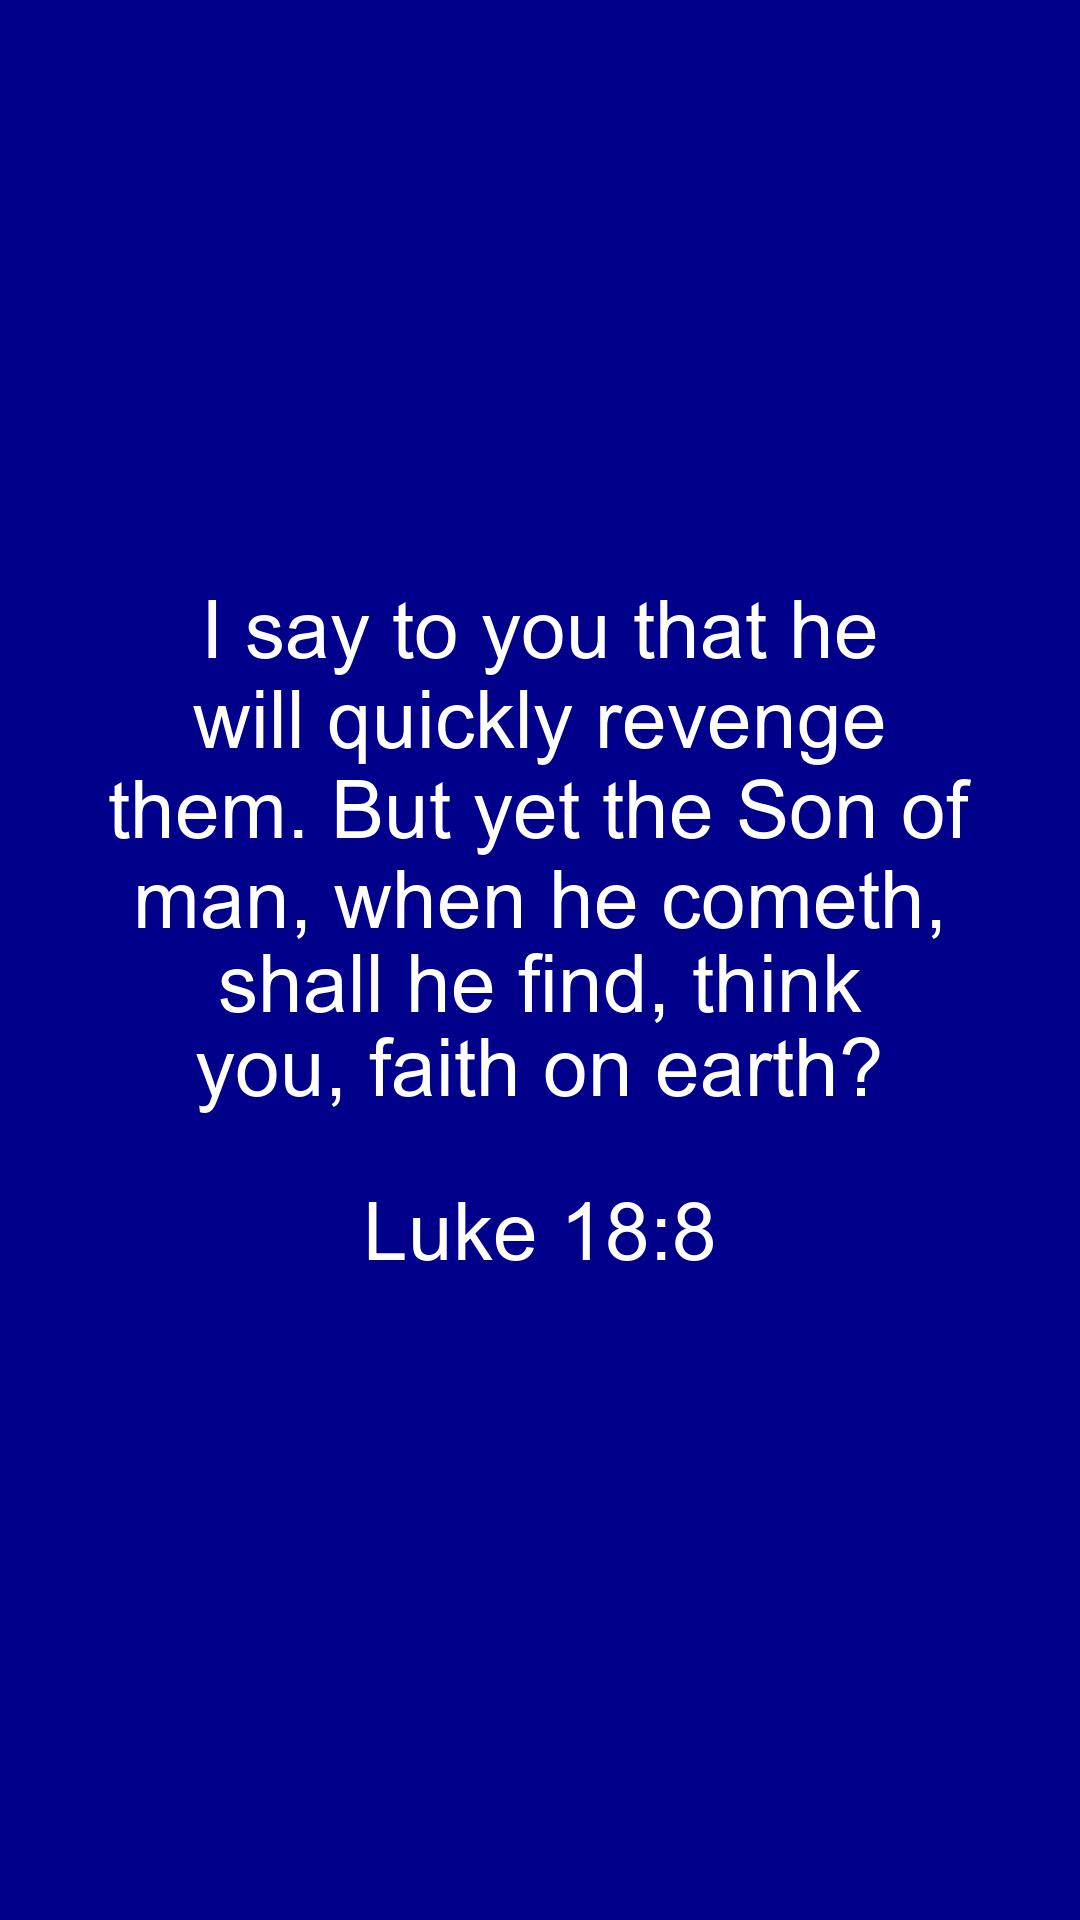 I say to you that he
will quickly revenge
them. But yet the Son of
man, when he cometh,
shall he find, think
you, faith on earth?
Luke 18:8